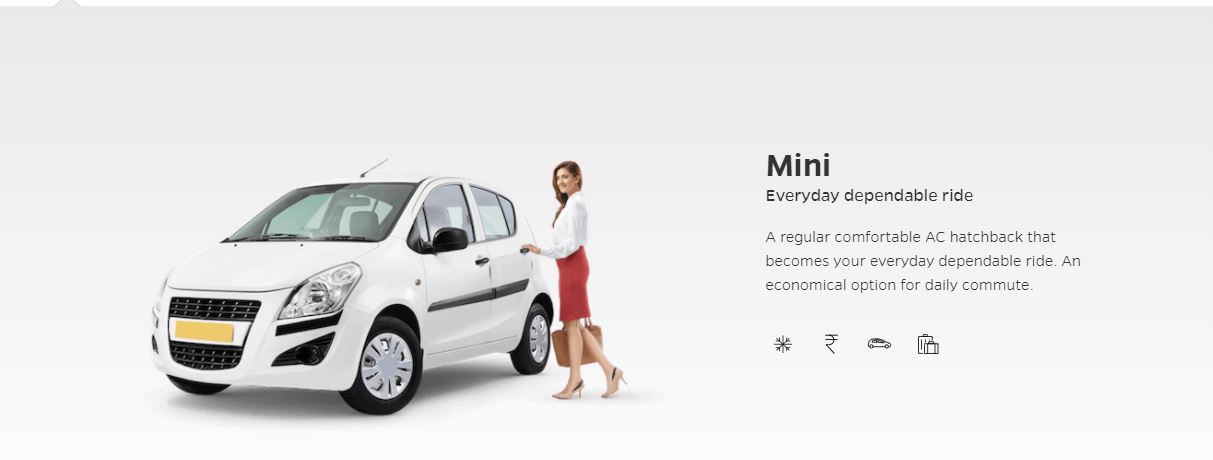 Mini
Everyday dependable ride
A regular comfortable AC hatchback that
becomes your everyday dependable ride. An
economical option for daily commute.